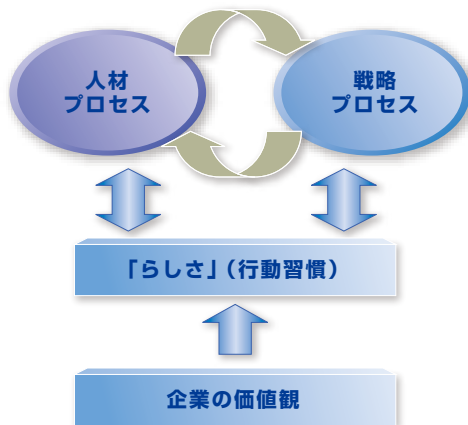 人材
プロセス
戦略
プロセス
「らしさ」（行動習慣）
企業の価値観